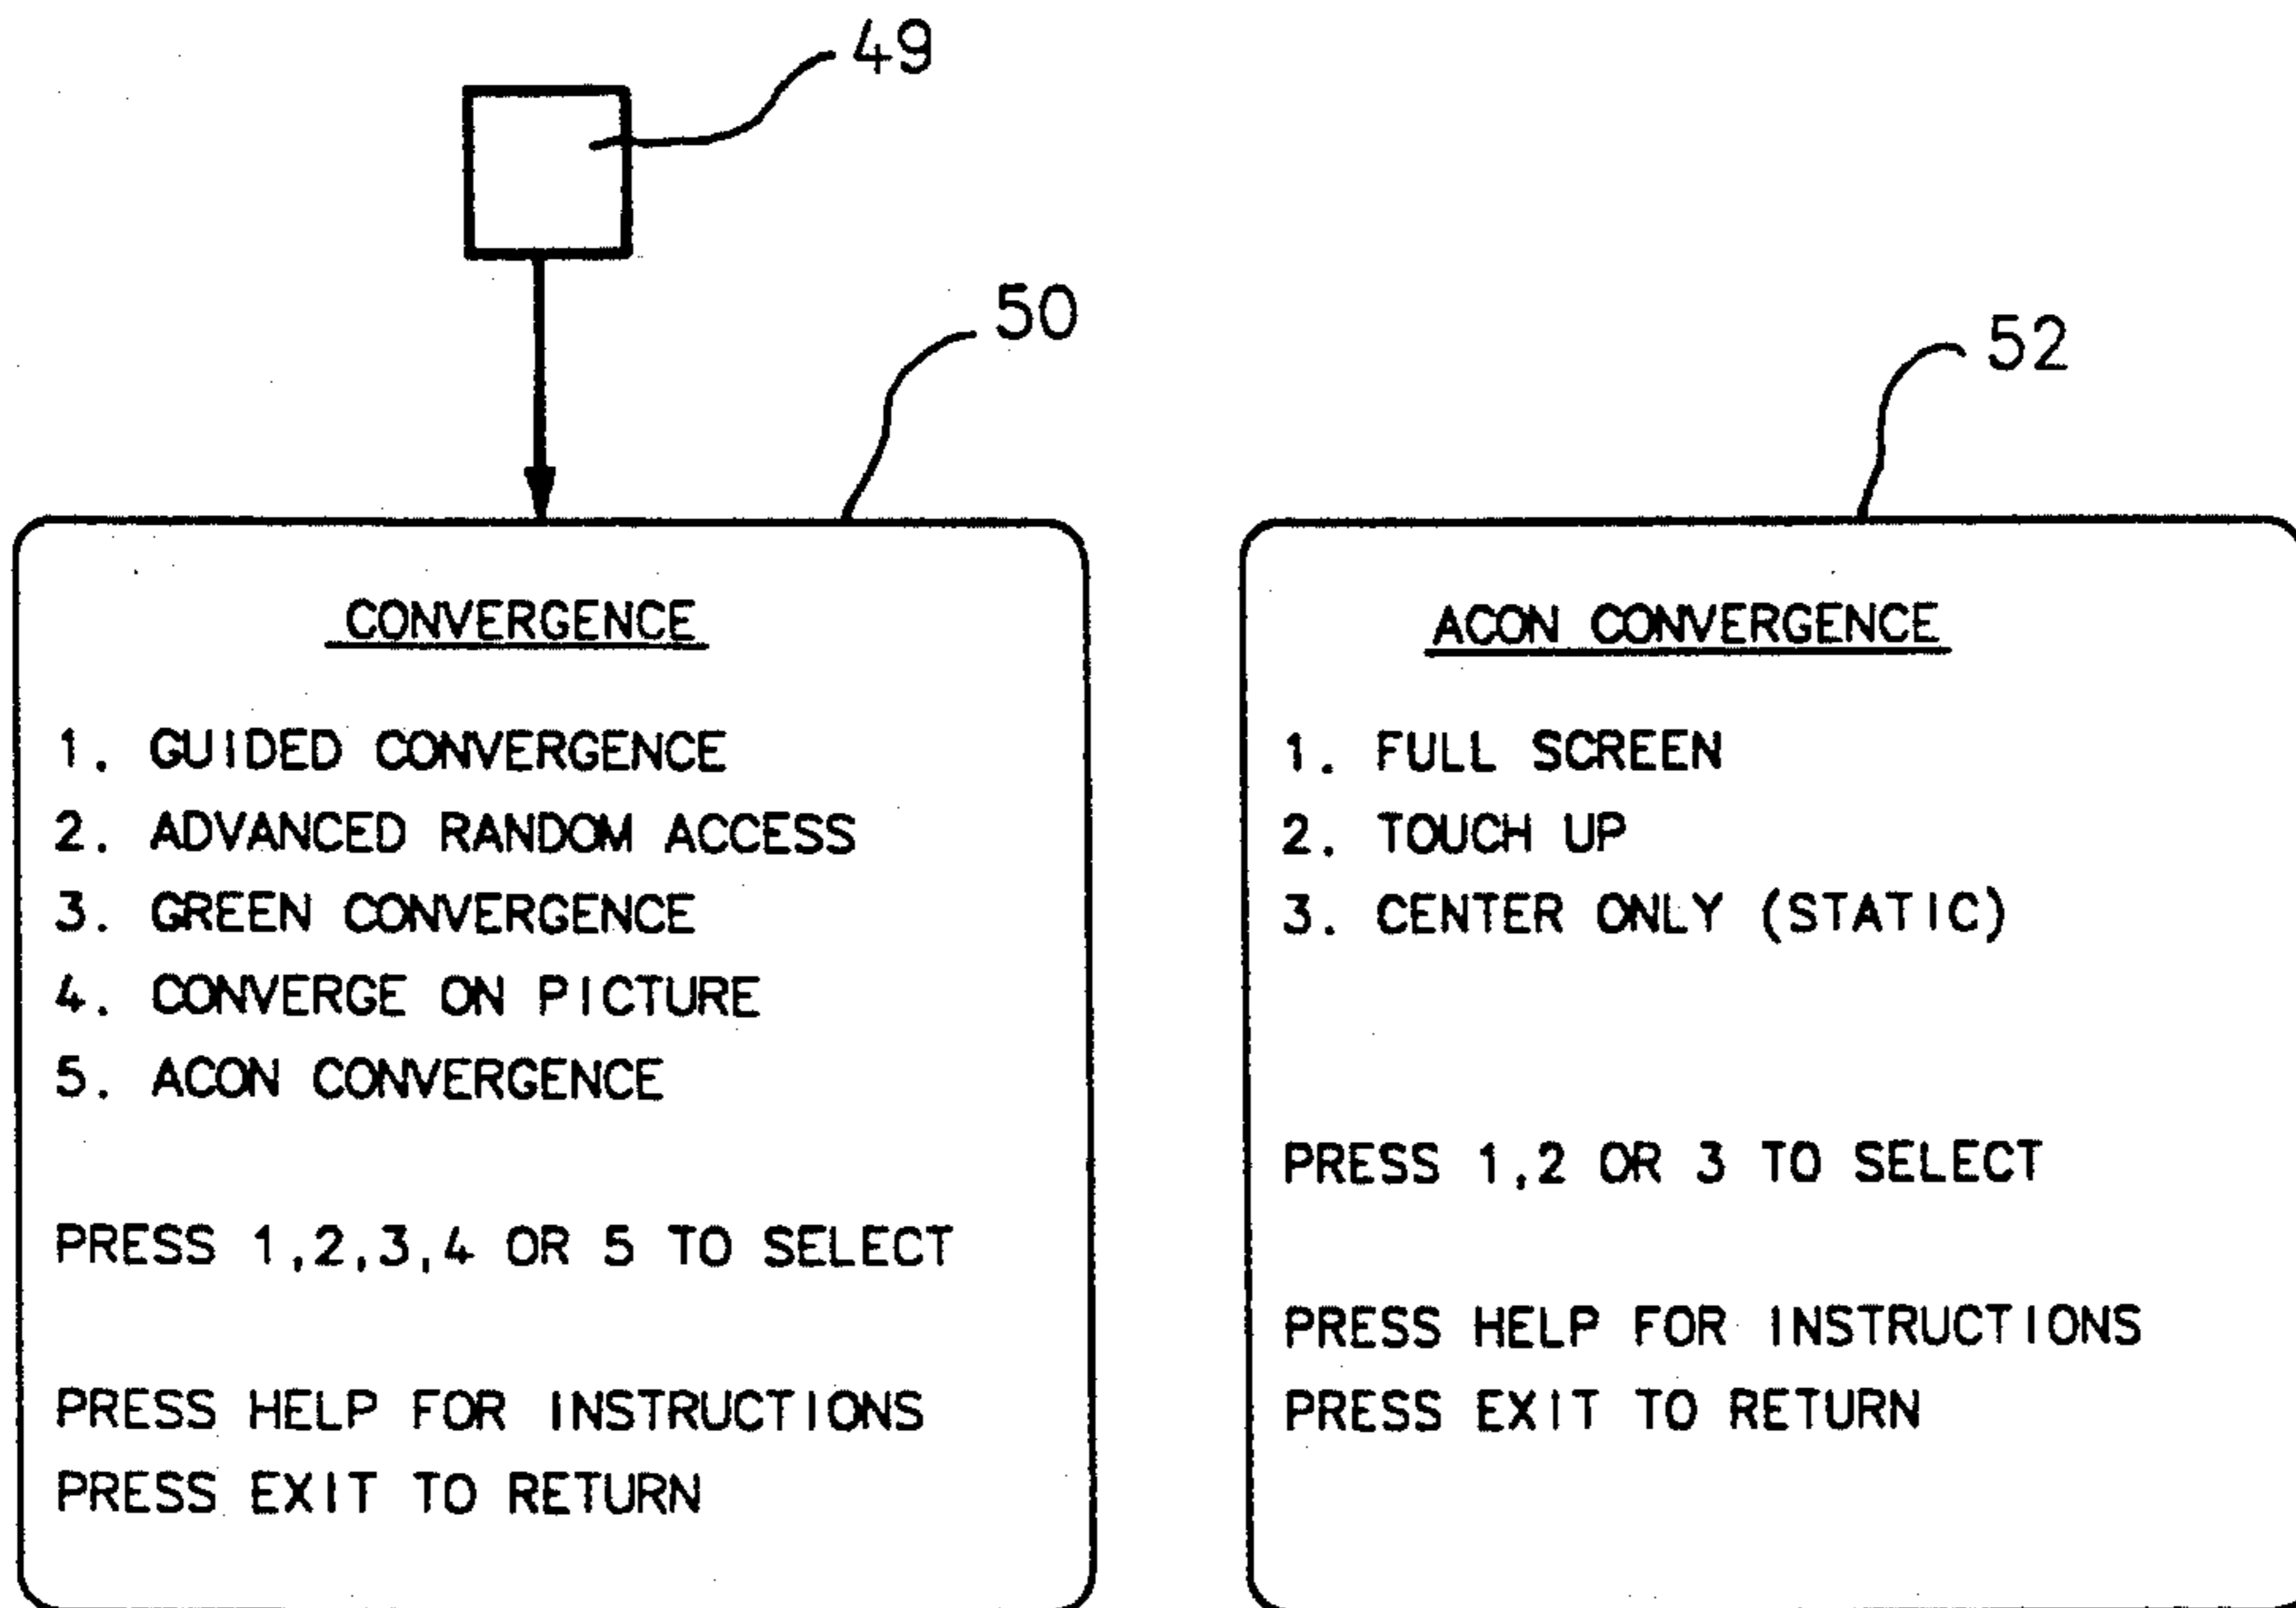 49
50
52
CONVERGENCE
1. GUIDED CONVERGENCE
2. ADVANCED RANDOM ACCESS
3. GREEN CONVERGENCE
4. CONVERGE ON PICTURE
5. ACON CONVERGENCE
PRESS 1,2,3,4 OR 5 TO SELECT
PRESS HELP FOR INSTRUCTIONS
PRESS EXIT TO RETURN
ACON CONVERGENCE
1. FULL SCREEN
2. TOUCH UP
3. CENTER ONLY (STATIC)
PRESS 1,2 OR 3 TO SELECT
PRESS HELP FOR INSTRUCTIONS
PRESS EXIT TO RETURN